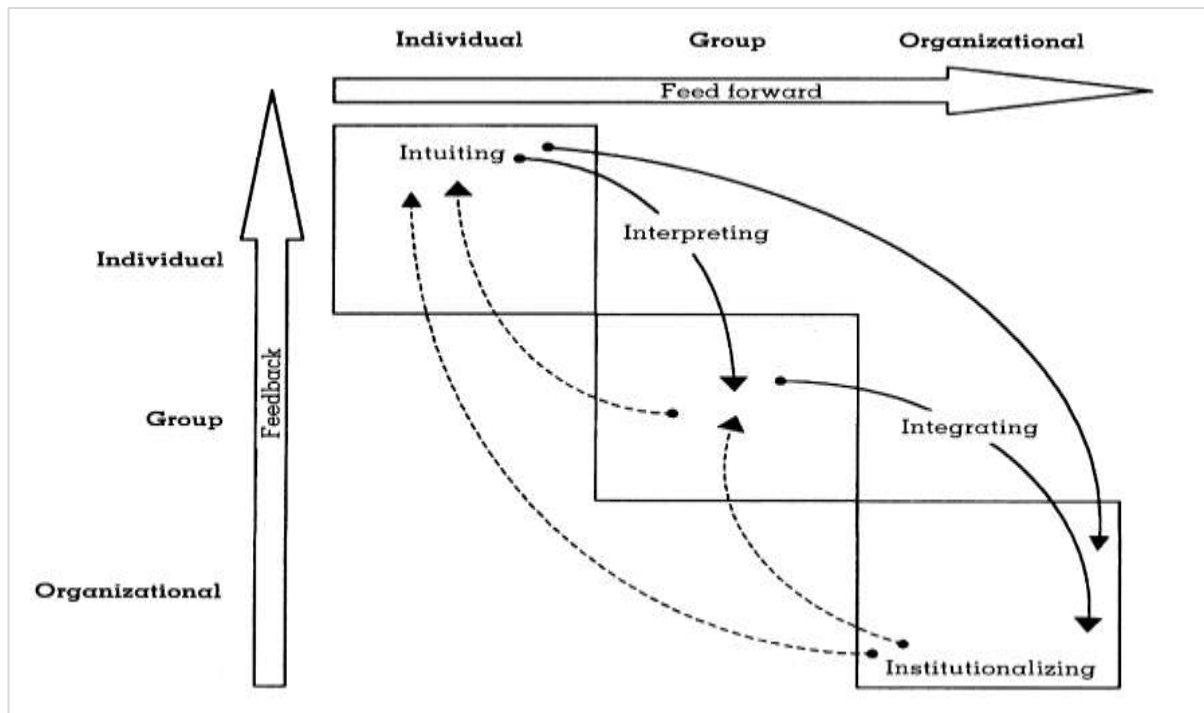 Individual Group Organizational
Feed forward
Intuiting
Interpreting
Individual
Feedback
Group
Integrating
Organizational
Institutionalizing